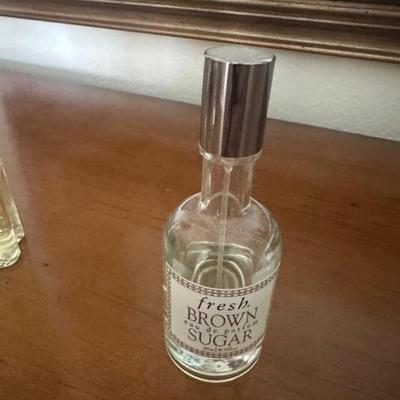 fresh®
BROWN
eau de parfum
SUGAR